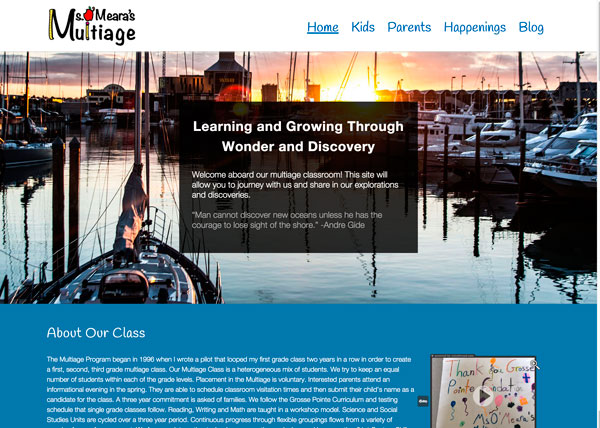 Ms. O'Meara's
Multiage
Home Kids Parents Happenings Blog
Learning and Growing Through
Wonder and Discovery
Welcome aboard our multiage classroom! This site will
allow you to journey with us and share in our explorations
and discoveries.
"Man cannot discover new oceans unless he has the
courage to lose sight of the shore." -Andre Gide
About Our Class
The Multiage Program began in 1996 when I wrote a pilot that looped my first grade class two years in a row in order to
create a first, second, third grade multiage class. Our Multiage Class is a heterogeneous mix of students. We try to keep an equal
number of students within each of the grade levels. Placement in the Multiage is voluntary. Interested parents attend an
informational evening in the spring. They are able to schedule classroom visitation times and then submit their child's name as a
candidate for the class. A three year commitment is asked of families. We follow the Grosse Pointe Curriculum and testing
schedule that single grade classes follow. Reading, Writing and Math are taught in a workshop model. Science and Social
Studies Units are cycled over a three year period. Continuous progress through flexible groupings flows from a variety of
Thank you Grosse
Pointe Foundation
Ms O'Meara's